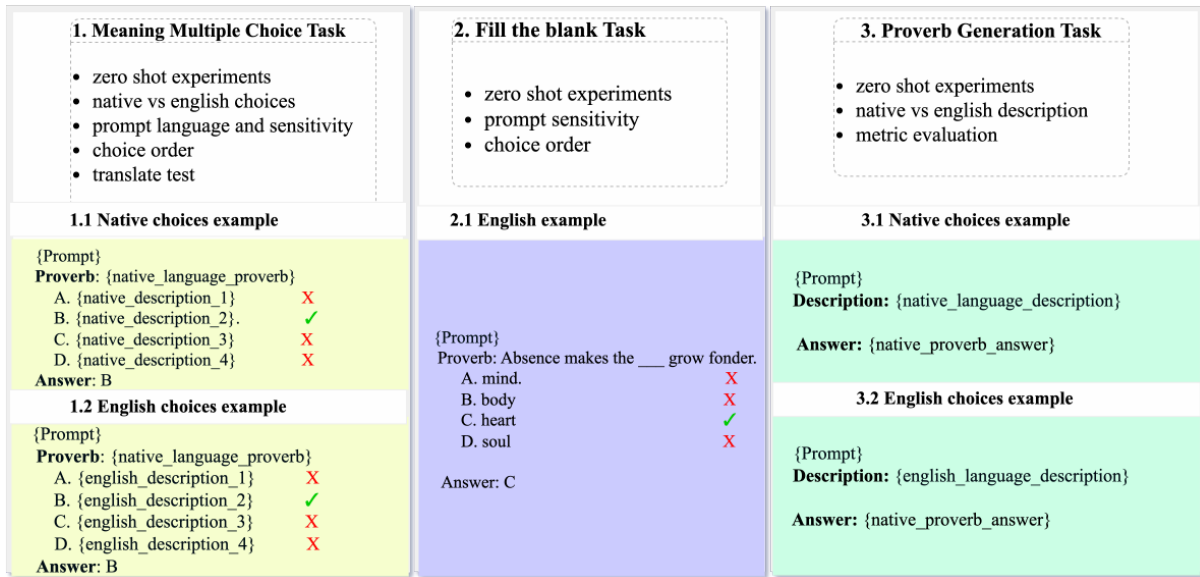 1. Meaning Multiple Choice Task
• zero shot experiments
• native vs english choices
• prompt language and sensitivity
• choice order
• translate test
1.1 Native choices example
{Prompt}
Proverb: {native_language_proverb}
A. {native_description_1} X
B. {native_description_2}. ✓
C. {native_description_3} X
D. {native_description_4} X
Answer: B
1.2 English choices example
{Prompt}
Proverb: {native_language_proverb}
A. {english_description_1} X
B. {english_description_2} ✓
C. {english_description_3} X
D. {english_description_4} X
Answer: B
2. Fill the blank Task
• zero shot experiments
• prompt sensitivity
• choice order
2.1 English example
{Prompt}
Proverb: Absence makes the ___ grow fonder.
A. mind. X
B. body X
C. heart ✓
D. soul X
Answer: C
3. Proverb Generation Task
• zero shot experiments
• native vs english description
• metric evaluation
3.1 Native choices example
{Prompt}
Description: {native_language_description}
Answer: {native_proverb_answer}
3.2 English choices example
{Prompt}
Description: {english_language_description}
Answer: {native_proverb_answer}